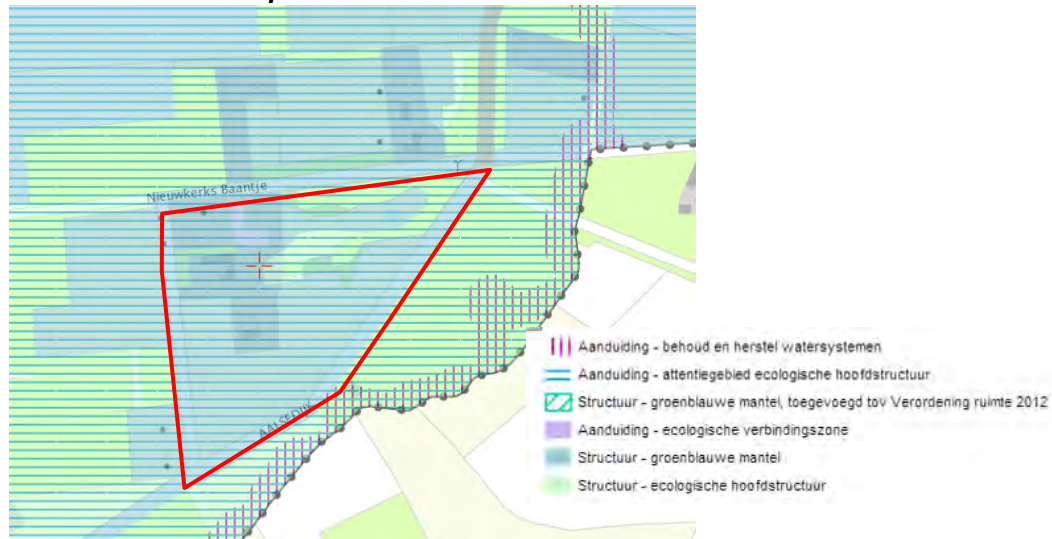 Nieuwkerks Baantje
AALSEDIJK
Aanduiding - behoud en herstel watersystemen
Aanduiding - attentiegebied ecologische hoofdstructuur
Structuur - groenblauwe mantel, toegevoegd tov Verordening ruimte 2012
Aanduiding - ecologische verbindingszone
Structuur - groenblauwe mantel
Structuur - ecologische hoofdstructuur